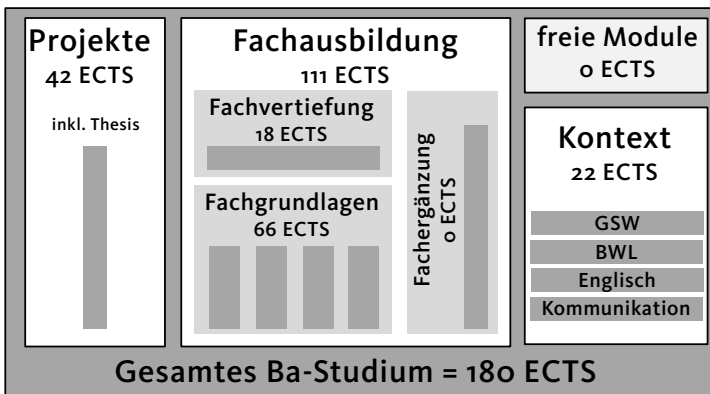 Projekte
42 ECTS
inkl. Thesis
Fachausbildung
111 ECTS
Fachvertiefung
18 ECTS
Fachgrundlagen
66 ECTS
Fachergänzung
0 ECTS
freie Module
0 ECTS
Kontext
22 ECTS
GSW
BWL
Englisch
Kommunikation
Gesamtes Ba-Studium = 180 ECTS